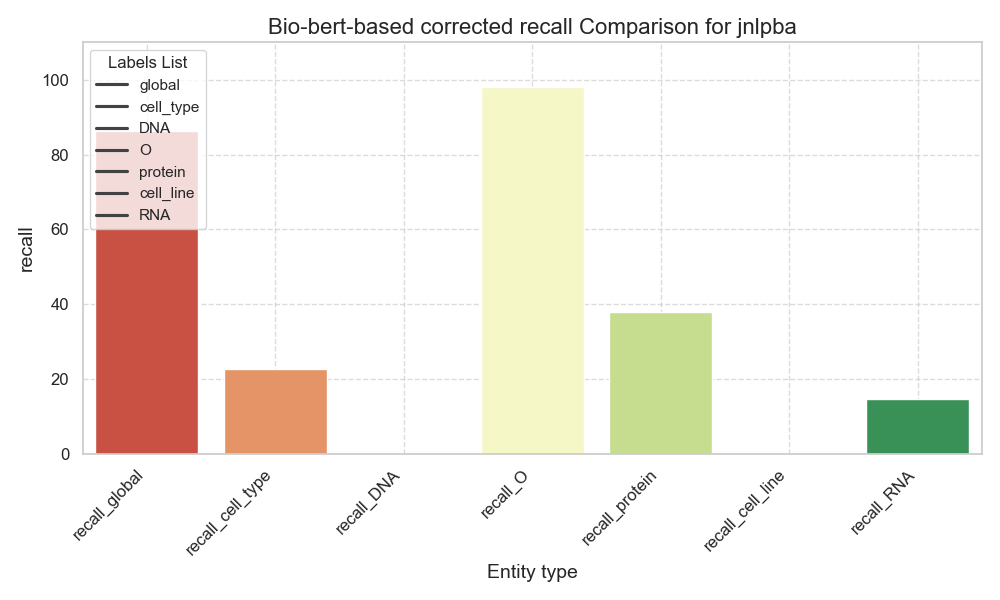 Bio-bert-based corrected recall Comparison for jnlpba
Labels List
global
cell_type
DNA
O
protein
cell_line
RNA
recall
100
80
60
40
20
0
recall_global
recall_cell_type
recall_DNA
recall_O
recall_protein
recall_cell_line
recall_RNA
Entity type